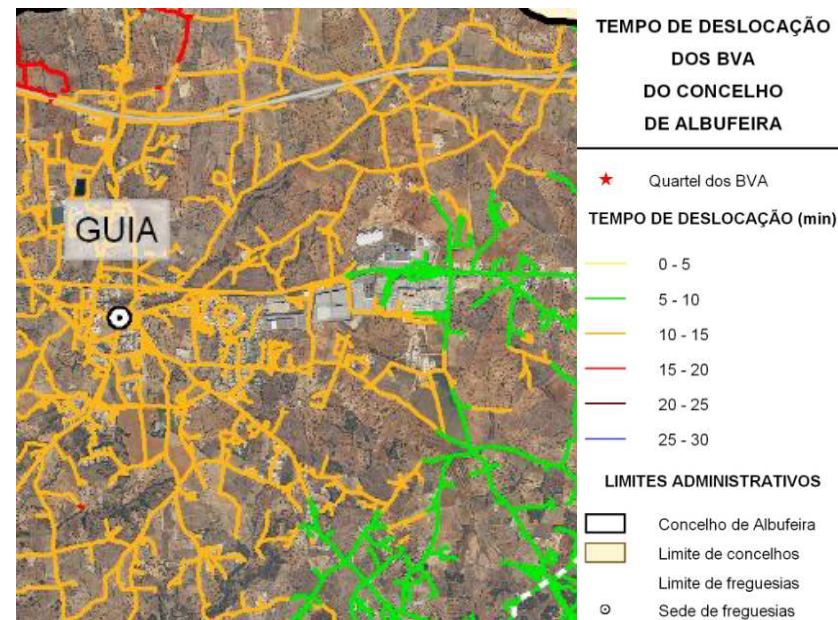 GUIA
TEMPO DE DESLOCAÇÃO
DOS BVA
DO CONCELHO
DE ALBUFEIRA
Quartel dos BVA
TEMPO DE DESLOCAÇÃO (min)
0 - 5
5 - 10
10 - 15
15 - 20
20 - 25
25 - 30
LIMITES ADMINISTRATIVOS
Concelho de Albufeira
Limite de concelhos
Limite de freguesias
Sede de freguesias